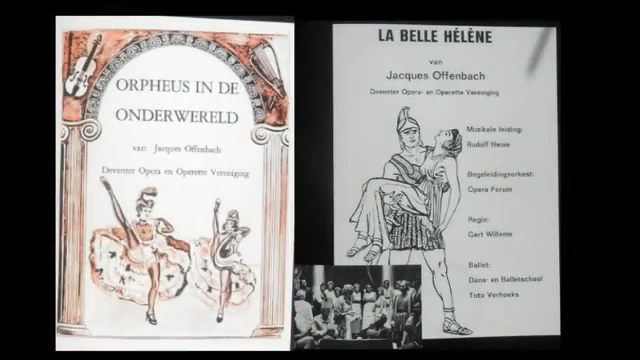 ORPHEUS IN DE
ONDERWERELD
van: Jacques Offenbach
Deventer Opera en Operette Vereniging
LA BELLE HÉLÈNE
van
Jacques Offenbach
Deventer Opera- en Operette Vereniging
Muzikale leiding:
Rudolf Heise
Begeleidingsorkest:
Opera Forum
Regie:
Gert Willems
Ballet:
Dans- en Balletschool
Toto Verhoeks